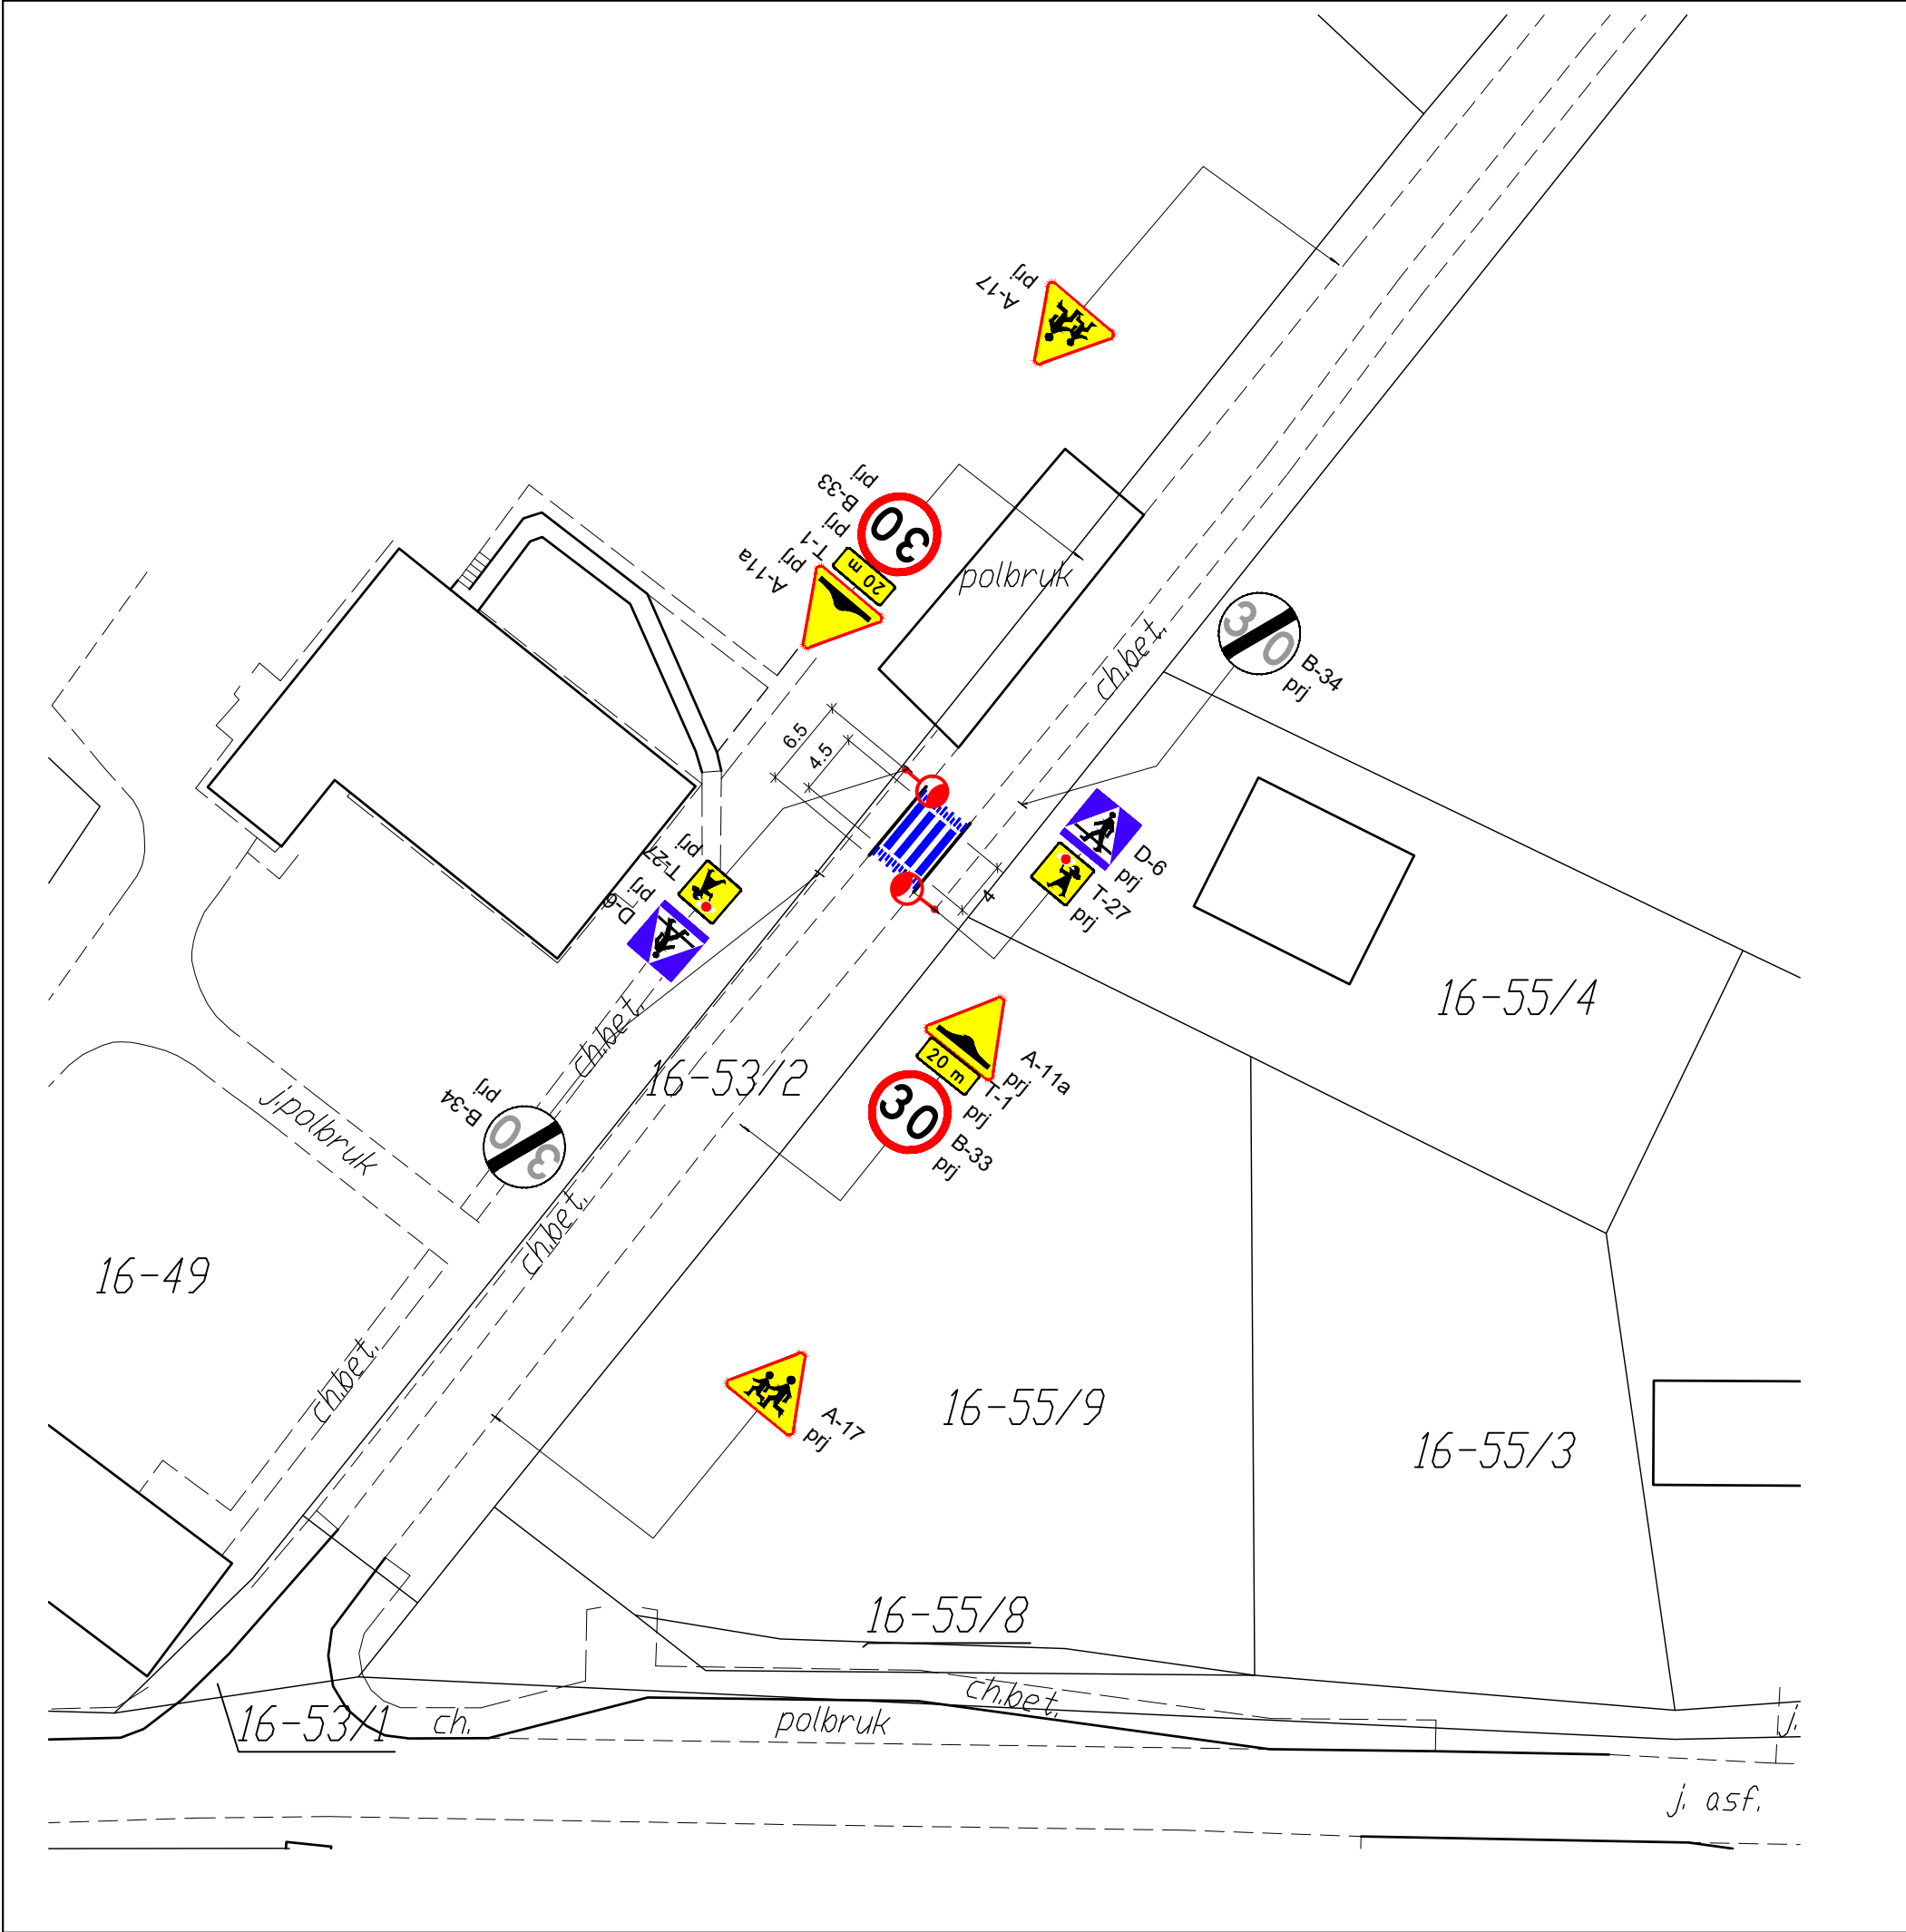 A-17
prj
B-33
prj
30
T-1
prj
20 m
A-11a
prj
polbruk
ch.bet.
30
B-34
prj
6.5
4.5
4
T-27
prj
D-6
prj
D-6
prj
T-27
prj
16-55/4
ch.bet.
16-53/2
A-11a
prj
20 m
T-1
prj
30
B-33
prj
B-34
prj
30
j.polbruk
ch.bet.
16-49
ch.bet.
A-17
prj
16-55/9
16-55/3
16-55/8
16-53/1
ch.
ch.bet.
polbruk
j.
j. asf.